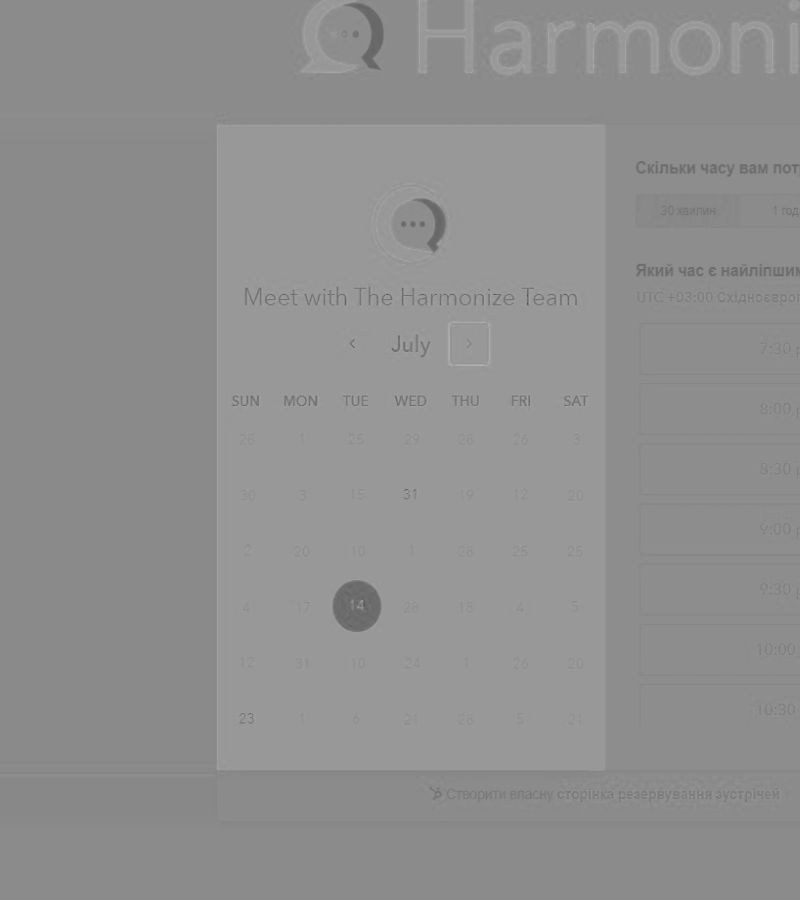 Harmoni
Meet with The Harmonize Team
July
SUN MON TUE WED THU FRI SAT
28 1 25 29 26 26 3
30 3 15 31 19 12 20
2 20 10 1 26 25 25
4 17 14 28 18 4 5
12 31 10 24 1 26 20
23 1 6 21 26 5 21
Скільки часу вам пот
30 хвилин 1 год
Який час є найліпшим
UTC +03:00 Східноєвроп
7:30 p
8:00 p
8:30 p
9:00 p
9:30 p
10:00
10:30
Створити власну сторінка резервування зустрічей